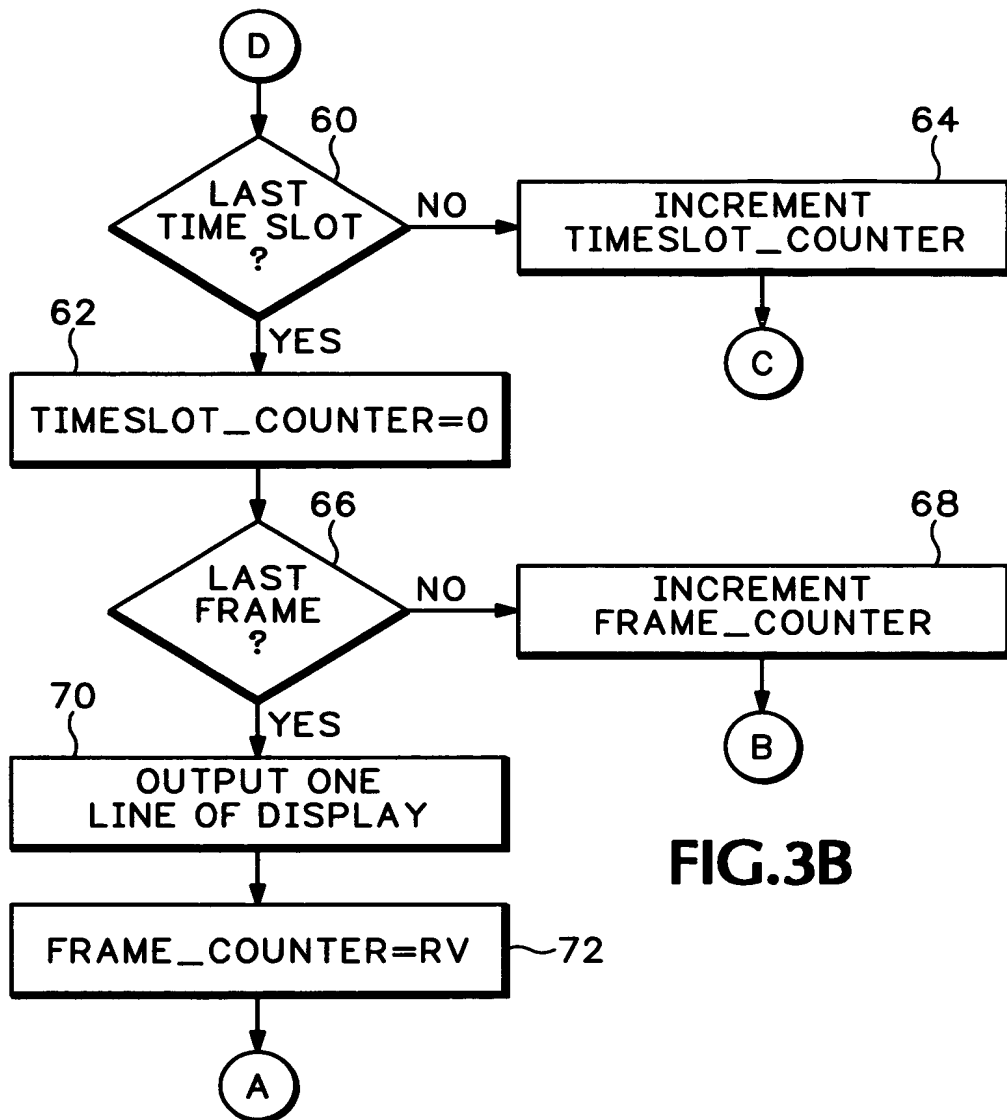 D
60
LAST
TIME SLOT
?
NO
64
INCREMENT
TIMESLOT_COUNTER
C
YES
62
TIMESLOT_COUNTER=0
66
LAST
FRAME
?
NO
68
INCREMENT
FRAME_COUNTER
B
YES
70
OUTPUT ONE
LINE OF DISPLAY
FIG.3B
FRAME_COUNTER=RV
72
A